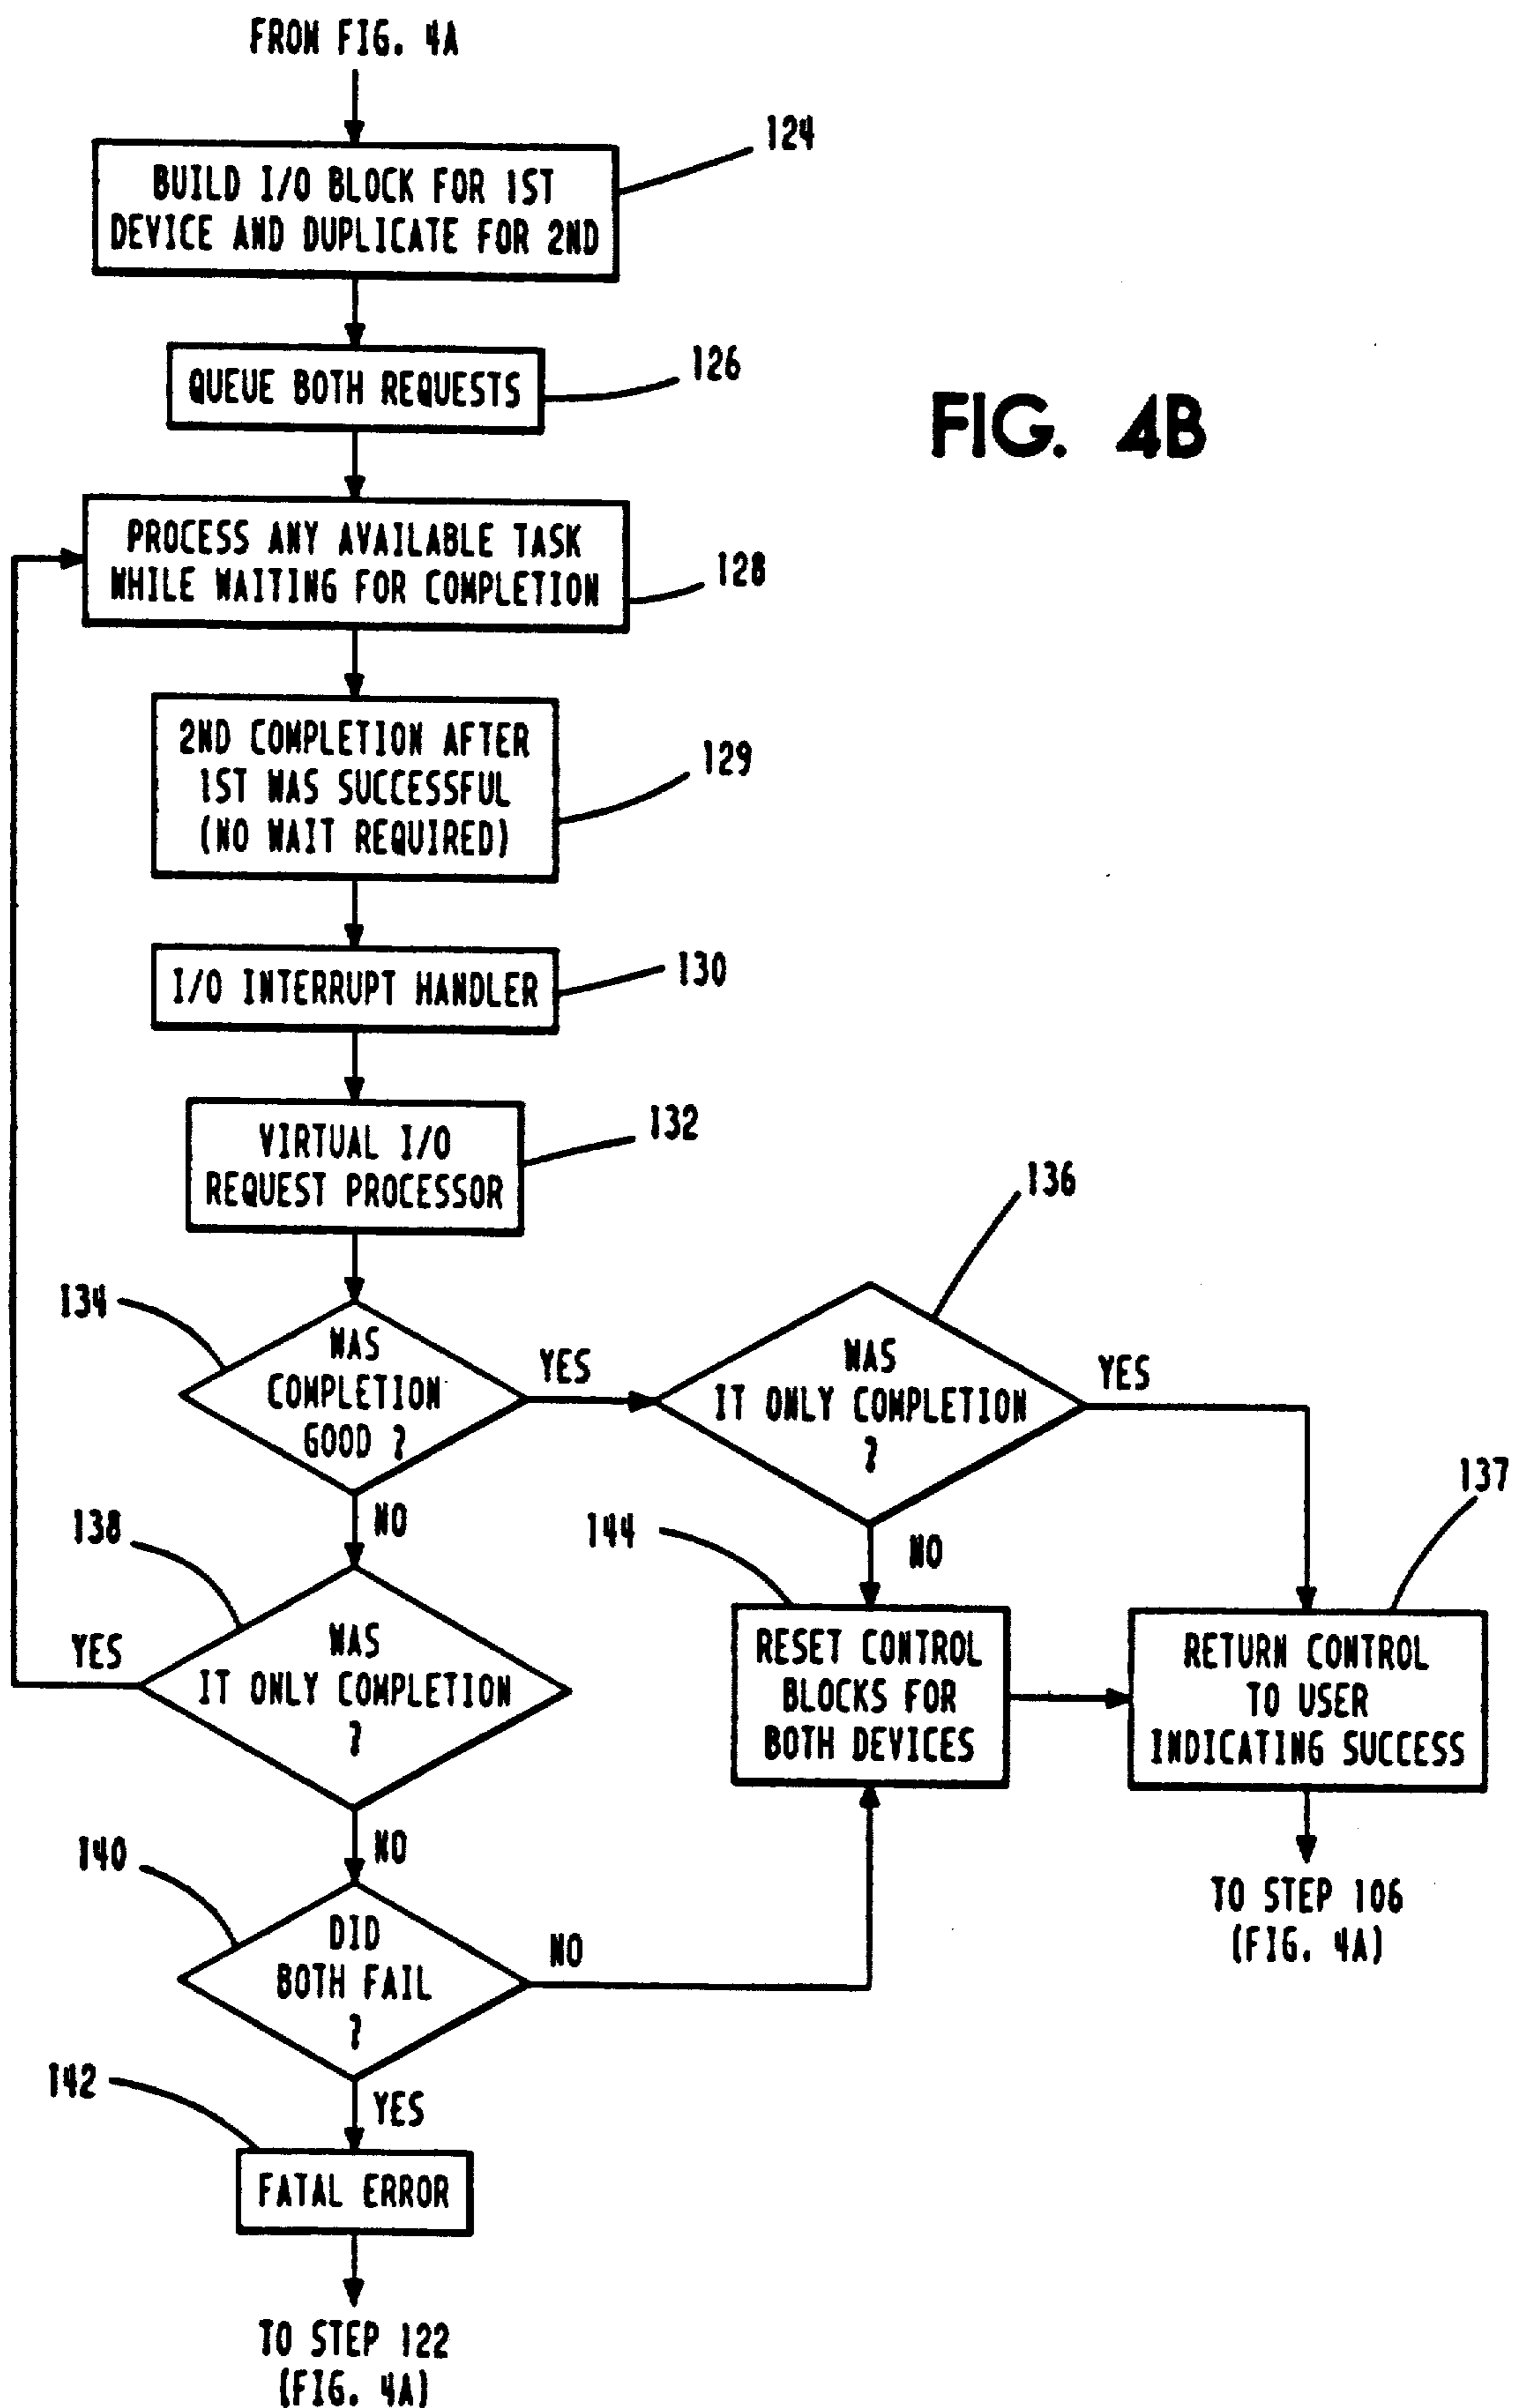 FROM FIG. 4A
124
BUILD I/O BLOCK FOR 1ST
DEVICE AND DUPLICATE FOR 2ND
126
QUEUE BOTH REQUESTS
FIG. 4B
PROCESS ANY AVAILABLE TASK
WHILE WAITING FOR COMPLETION
128
2ND COMPLETION AFTER
1ST WAS SUCCESSFUL
(NO WAIT REQUIRED)
129
I/O INTERRUPT HANDLER
130
VIRTUAL I/O
REQUEST PROCESSOR
132
136
134
WAS
COMPLETION
GOOD ?
YES
WAS
IT ONLY COMPLETION
?
YES
137
NO
138
144
NO
WAS
IT ONLY COMPLETION
?
YES
RESET CONTROL
BLOCKS FOR
BOTH DEVICES
RETURN CONTROL
TO USER
INDICATING SUCCESS
NO
140
TO STEP 106
(FIG. 4A)
DID
BOTH FAIL
?
NO
142
YES
FATAL ERROR
TO STEP 122
(FIG. 4A)